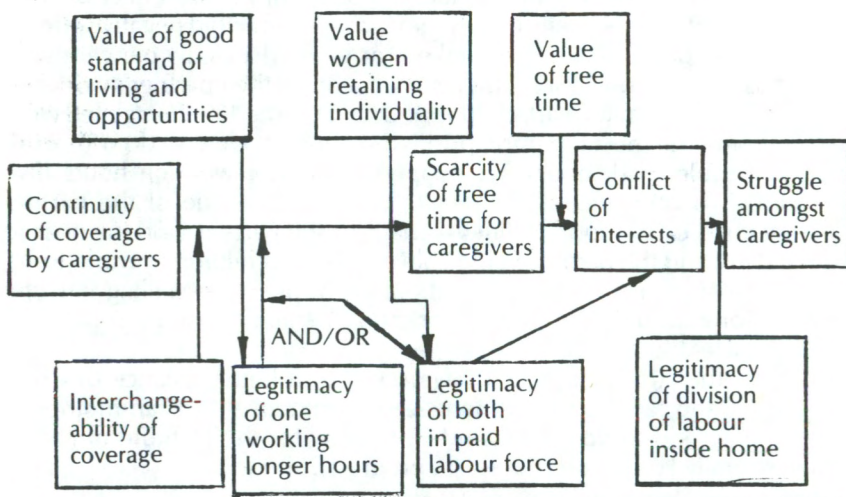 Value of good
standard of
living and
opportunities
Value
women
retaining
individuality
Value
of free
time
Continuity
of coverage
by caregivers
Scarcity
of free
time for
caregivers
Conflict
of
interests
Struggle
amongst
caregivers
AND/OR
Interchange-
ability of
coverage
Legitimacy
of one
working
longer hours
Legitimacy
of both
in paid
labour force
Legitimacy
of division
of labour
inside home